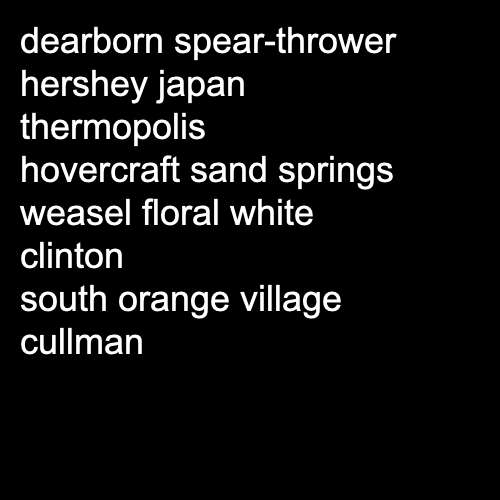 dearborn spear-thrower
hershey japan
thermopolis
hovercraft sand springs
weasel floral white
clinton
south orange village
cullman